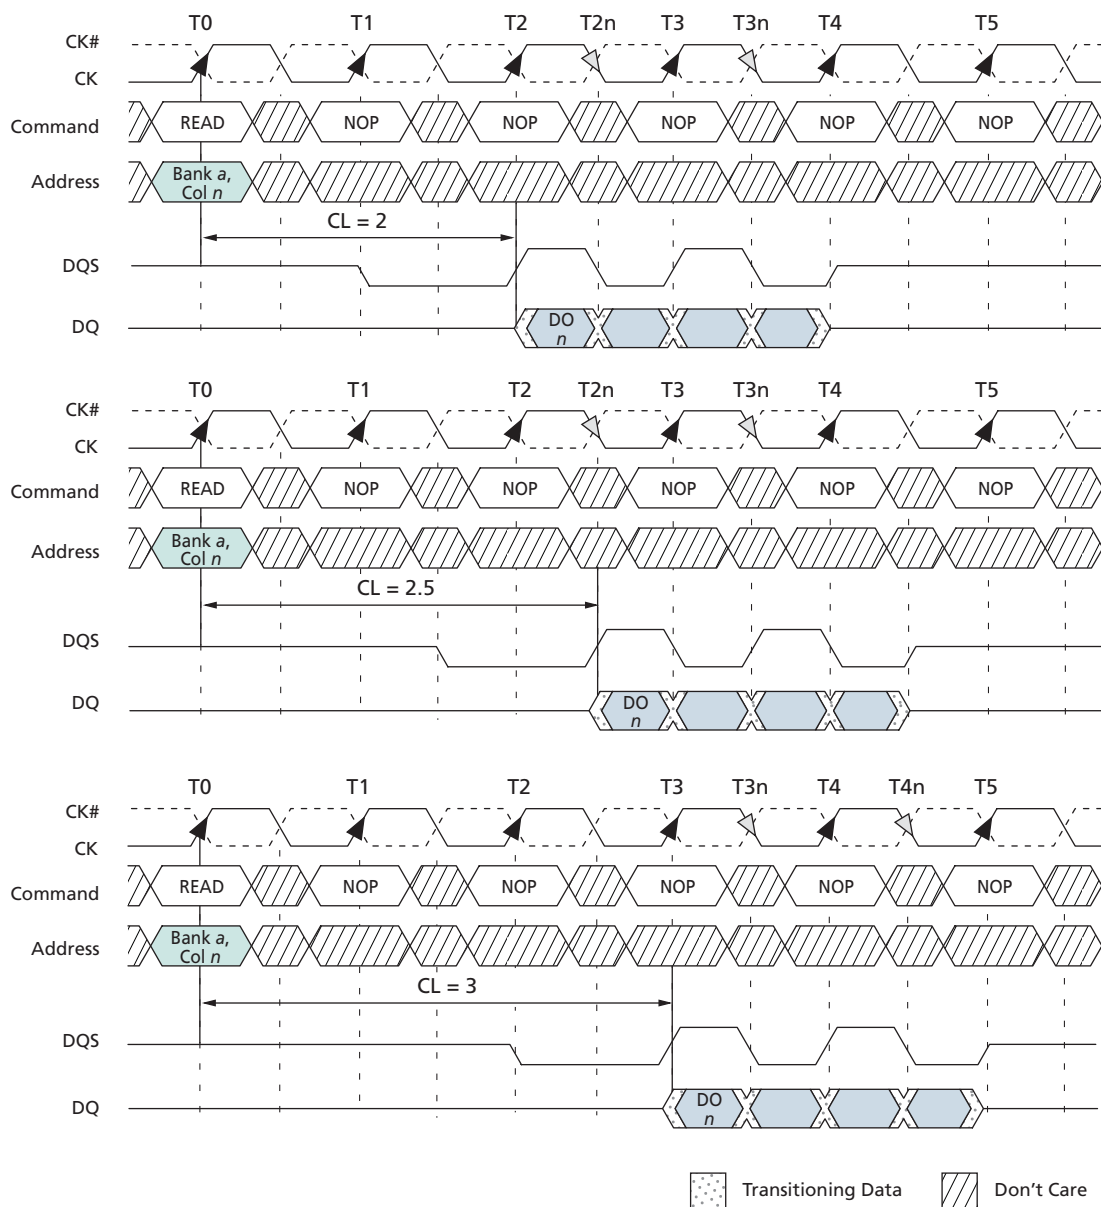 T0 T1 T2 T2n T3 T3n T4 T5
CK#
CK
Command READ NOP NOP NOP NOP NOP
Address Bank a,
Col n
CL = 2
DQS
DQ DO
n
T0 T1 T2 T2n T3 T3n T4 T5
CK#
CK
Command READ NOP NOP NOP NOP NOP
Address Bank a,
Col n
CL = 2.5
DQS
DQ DO
n
T0 T1 T2 T3 T3n T4 T4n T5
CK#
CK
Command READ NOP NOP NOP NOP NOP
Address Bank a,
Col n
CL = 3
DQS
DQ DO
n
Transitioning Data Don't Care